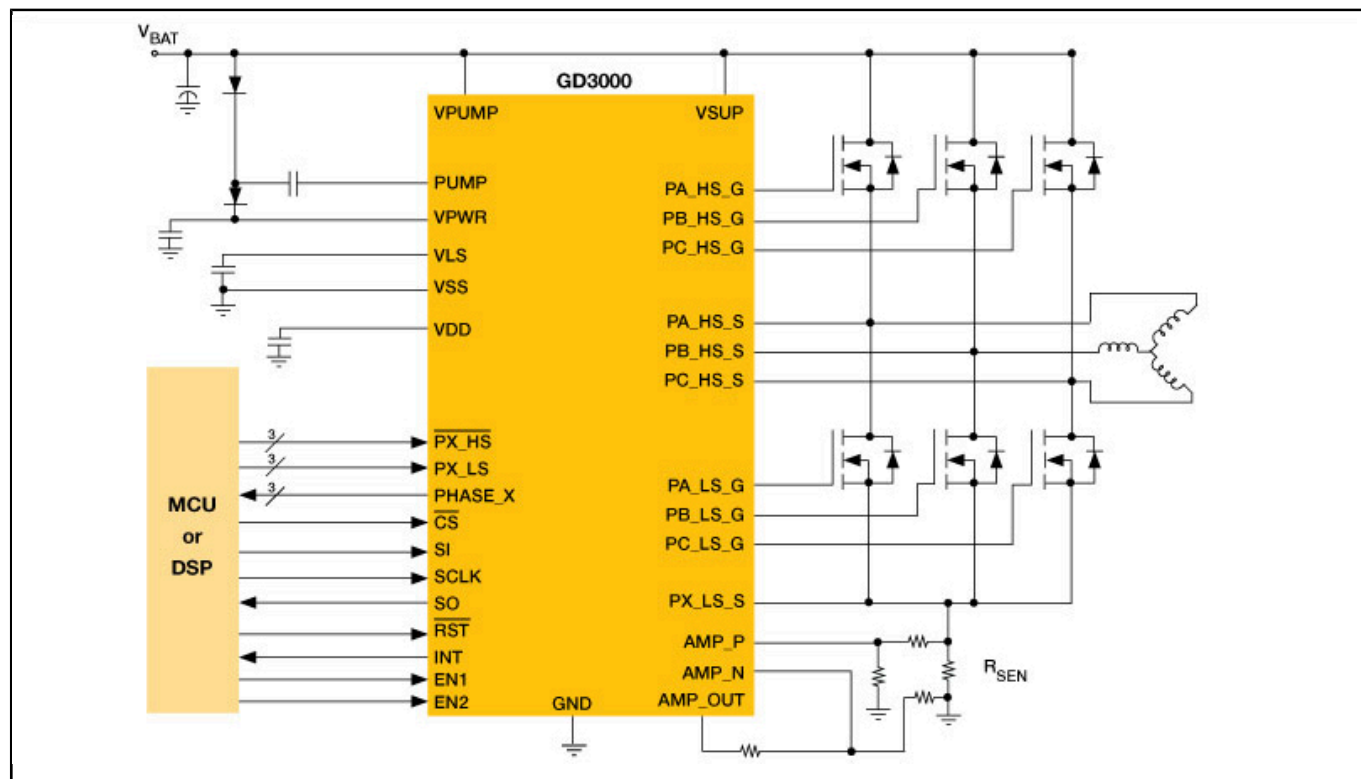 VBAT
GD3000
VPUMP
VSUP
PUMP
VPWR
VLS
VSS
VDD
PA_HS_G
PB_HS_G
PC_HS_G
PA_HS_S
PB_HS_S
PC_HS_S
MCU
or
DSP
3
3
3
PX_HS
PX_LS
PHASE_X
CS
SI
SCLK
SO
RST
INT
EN1
EN2
GND
PA_LS_G
PB_LS_G
PC_LS_G
PX_LS_S
AMP_P
AMP_N
AMP_OUT
RSEN